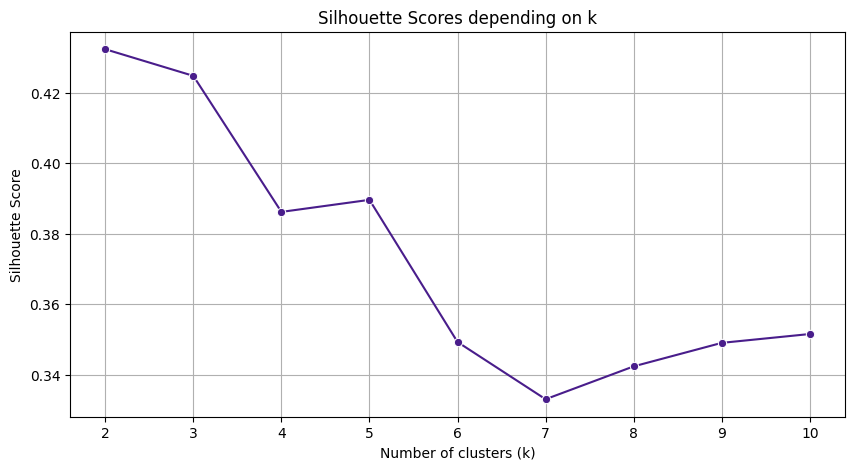 Silhouette Scores depending on k
Silhouette Score
0.42
0.40
0.38
0.36
0.34
2 3 4 5 6 7 8 9 10
Number of clusters (k)